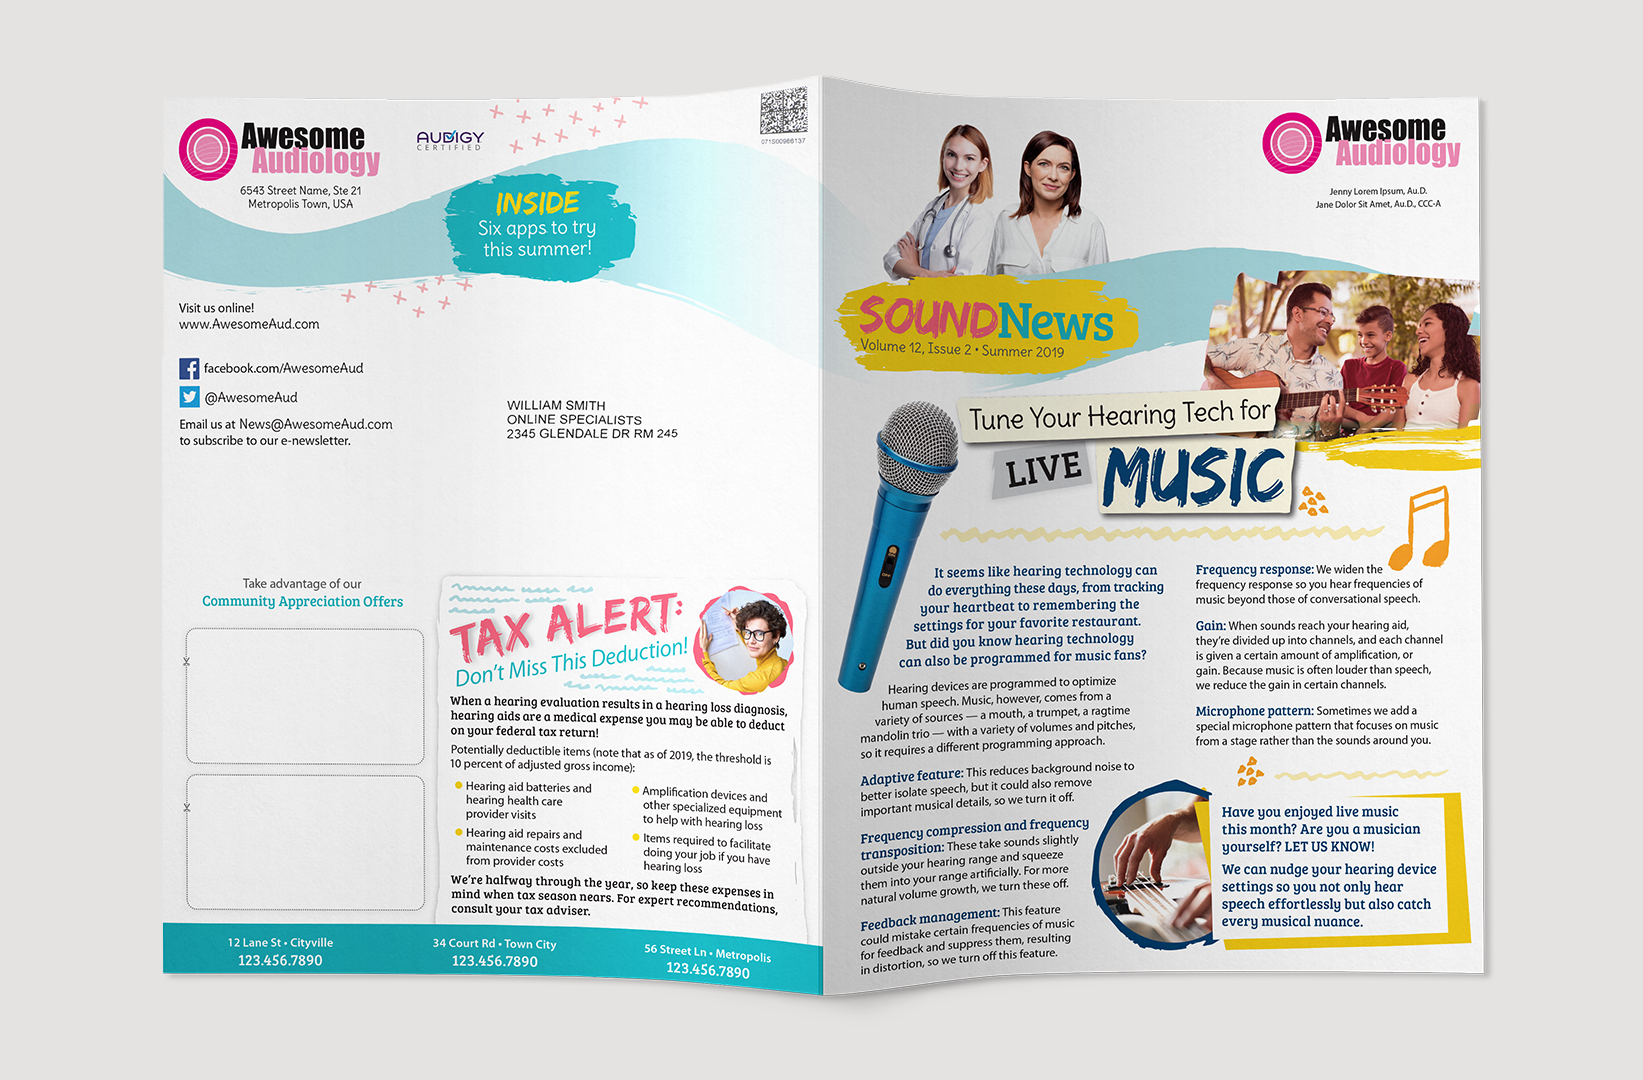 Awesome
Audiology
6543 Street Name, Ste 21
Metropolis Town, USA
AUDIGY
CERTIFIED
071S00986137
INSIDE
Six apps to try
this summer!
Visit us online!
www.AwesomeAud.com
facebook.com/AwesomeAud
@AwesomeAud
Email us at News@AwesomeAud.com
to subscribe to our e-newsletter.
WILLIAM SMITH
ONLINE SPECIALISTS
2345 GLENDALE DR RM 245
Take advantage of our
Community Appreciation Offers
TAX ALERT:
Don't Miss This Deduction!
When a hearing evaluation results in a hearing loss diagnosis,
hearing aids are a medical expense you may be able to deduct
on your federal tax return!
Potentially deductible items (note that as of 2019, the threshold is
10 percent of adjusted gross income):
Hearing aid batteries and
hearing health care
provider visits
Hearing aid repairs and
maintenance costs excluded
from provider costs
Amplification devices and
other specialized equipment
to help with hearing loss
Items required to facilitate
doing your job if you have
hearing loss
We're halfway through the year, so keep these expenses in
mind when tax season nears. For expert recommendations,
consult your tax adviser.
12 Lane St • Cityville
123.456.7890
34 Court Rd • Town City
123.456.7890
56 Street Ln • Metropolis
123.456.7890
Awesome
Audiology
Jenny Lorem Ipsum, Au.D.
Jane Dolor Sit Amet, Au.D., CCC-A
SOUNDNews
Volume 12, Issue 2 • Summer 2019
Tune Your Hearing Tech for
LIVE MUSIC
ON
OFF
It seems like hearing technology can
do everything these days, from tracking
your heartbeat to remembering the
settings for your favorite restaurant.
But did you know hearing technology
can also be programmed for music fans?
Hearing devices are programmed to optimize
human speech. Music, however, comes from a
variety of sources — a mouth, a trumpet, a ragtime
mandolin trio — with a variety of volumes and pitches,
so it requires a different programming approach.
Adaptive feature: This reduces background noise to
better isolate speech, but it could also remove
important musical details, so we turn it off.
Frequency compression and frequency
transposition: These take sounds slightly
outside your hearing range and squeeze
them into your range artificially. For more
natural volume growth, we turn these off.
Feedback management: This feature
could mistake certain frequencies of music
for feedback and suppress them, resulting
in distortion, so we turn off this feature.
Frequency response: We widen the
frequency response so you hear frequencies of
music beyond those of conversational speech.
Gain: When sounds reach your hearing aid,
they're divided up into channels, and each channel
is given a certain amount of amplification, or
gain. Because music is often louder than speech,
we reduce the gain in certain channels.
Microphone pattern: Sometimes we add a
special microphone pattern that focuses on music
from a stage rather than the sounds around you.
Have you enjoyed live music
this month? Are you a musician
yourself? LET US KNOW!
We can nudge your hearing device
settings so you not only hear
speech effortlessly but also catch
every musical nuance.